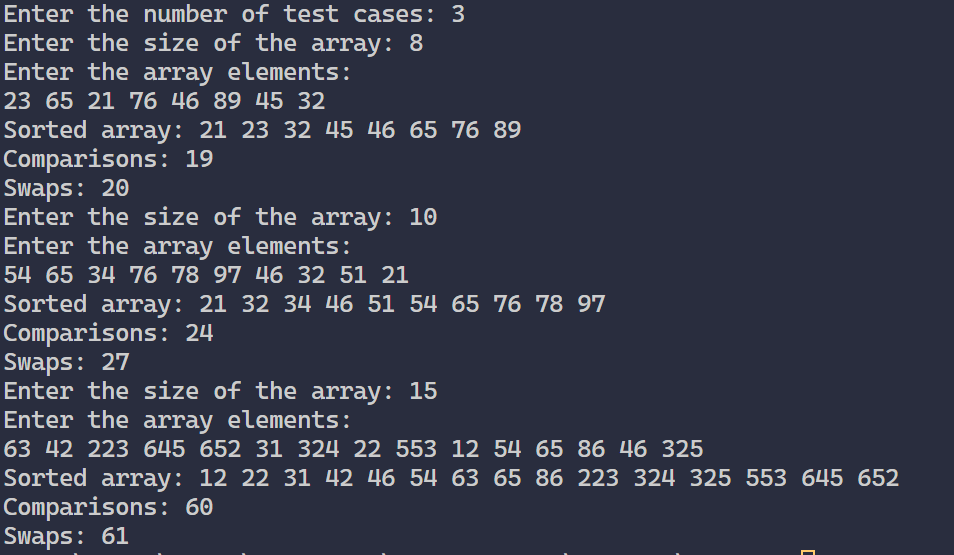 Enter the number of test cases: 3
Enter the size of the array: 8
Enter the array elements:
23 65 21 76 46 89 45 32
Sorted array: 21 23 32 45 46 65 76 89
Comparisons: 19
Swaps: 20
Enter the size of the array: 10
Enter the array elements:
54 65 34 76 78 97 46 32 51 21
Sorted array: 21 32 34 46 51 54 65 76 78 97
Comparisons: 24
Swaps: 27
Enter the size of the array: 15
Enter the array elements:
63 42 223 645 652 31 324 22 553 12 54 65 86 46 325
Sorted array: 12 22 31 42 46 54 63 65 86 223 324 325 553 645 652
Comparisons: 60
Swaps: 61